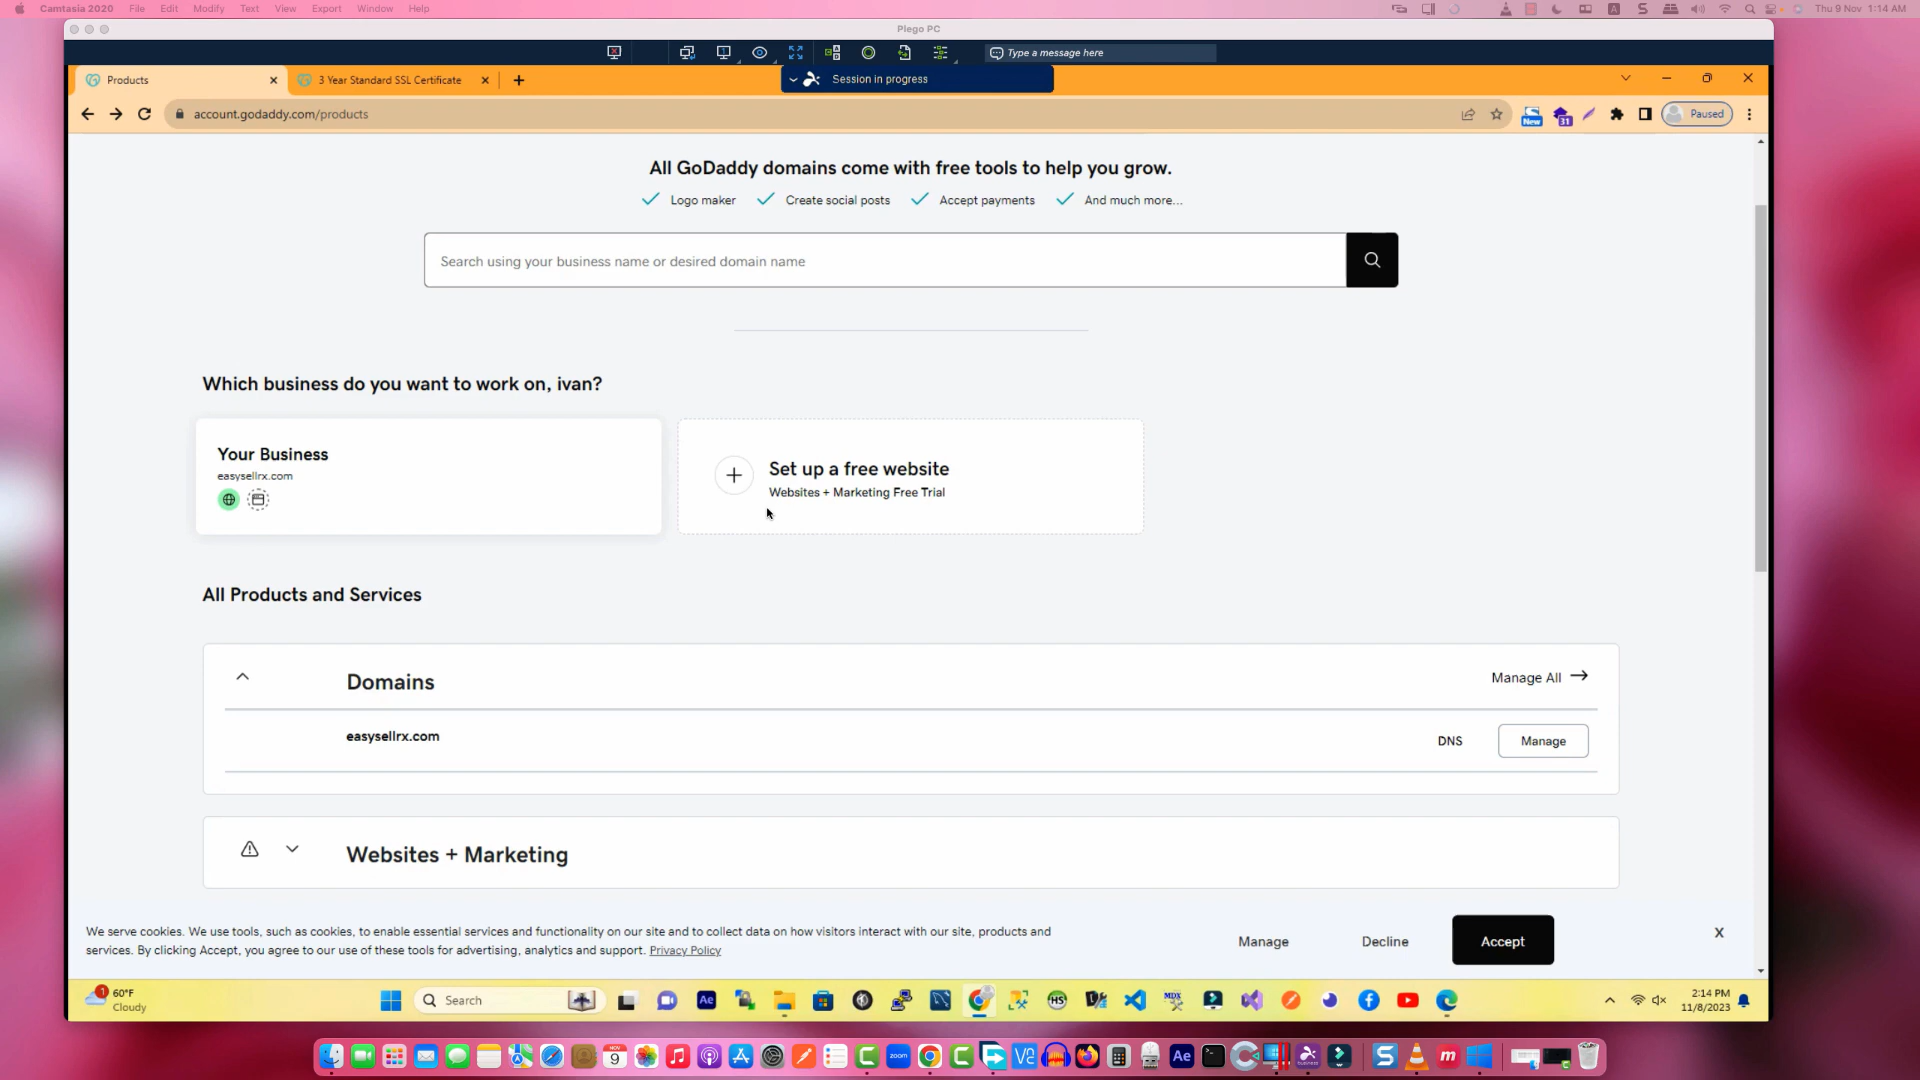 Camtasia 2020 File Edit Modify Text View Export Window Help Thu 9 Nov 1:14 AM
Piego PC
Type a message here
Products 3 Year Standard SSL Certificate Session in progress
account.godaddy.com/products New 31 Paused
All GoDaddy domains come with free tools to help you grow.
Logo maker Create social posts Accept payments And much more...
Search using your business name or desired domain name
Which business do you want to work on, ivan?
Your Business
easysellrx.com
Set up a free website
Websites + Marketing Free Trial
All Products and Services
Domains Manage All
easysellrx.com DNS Manage
Websites + Marketing
We serve cookies. We use tools, such as cookies, to enable essential services and functionality on our site and to collect data on how visitors interact with our site, products and
services. By clicking Accept, you agree to our use of these tools for advertising, analytics and support. Privacy Policy
Manage Decline Accept X
1 60°F
Cloudy
Search
2:14 PM
11/8/2023